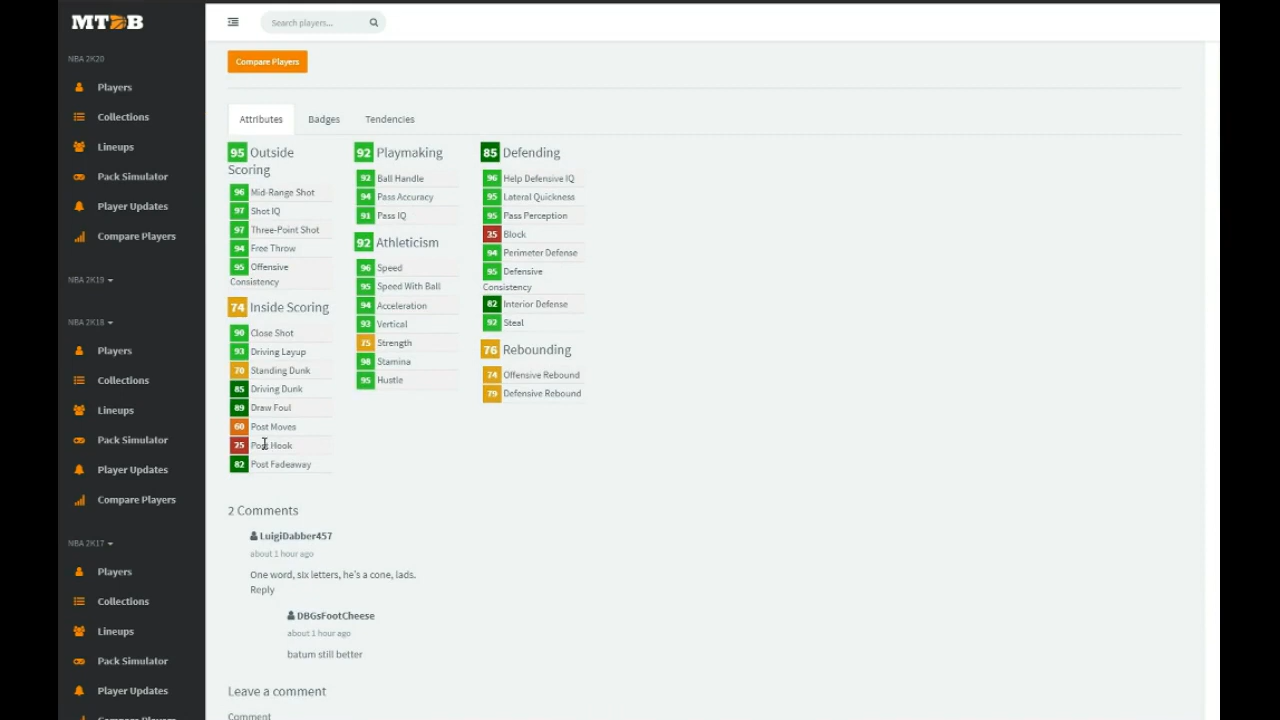 MTDB
Search players...
NBA 2K20
Players
Collections
Lineups
Pack Simulator
Player Updates
Compare Players
NBA 2K19
NBA 2K18
Players
Collections
Lineups
Pack Simulator
Player Updates
Compare Players
NBA 2K17
Players
Collections
Lineups
Pack Simulator
Player Updates
Compare Players
Compare Players
Attributes Badges Tendencies
95 Outside
Scoring
96 Mid-Range Shot
97 Shot IQ
97 Three-Point Shot
94 Free Throw
95 Offensive
Consistency
74 Inside Scoring
90 Close Shot
93 Driving Layup
70 Standing Dunk
85 Driving Dunk
89 Draw Foul
60 Post Moves
25 Post Hook
82 Post Fadeaway
92 Playmaking
92 Ball Handle
94 Pass Accuracy
91 Pass IQ
92 Athleticism
96 Speed
95 Speed With Ball
94 Acceleration
93 Vertical
75 Strength
98 Stamina
95 Hustle
85 Defending
96 Help Defensive IQ
95 Lateral Quickness
95 Pass Perception
35 Block
94 Perimeter Defense
95 Defensive
Consistency
82 Interior Defense
92 Steal
76 Rebounding
74 Offensive Rebound
79 Defensive Rebound
2 Comments
LuigiDabber457
about 1 hour ago
One word, six letters, he's a cone, lads.
Reply
DBGsFootCheese
about 1 hour ago
batum still better
Leave a comment
Comment